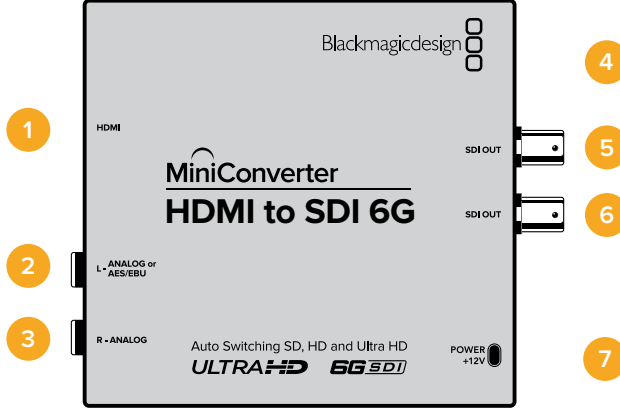 Blackmagicdesign
4
1
HDMI
SDI OUT
5
MiniConverter
HDMI to SDI 6G
SDI OUT
6
2
L - ANALOG or
AES/EBU
3
R - ANALOG
Auto Switching SD, HD and Ultra HD
ULTRAHD 6G SDI
POWER
+12V
7